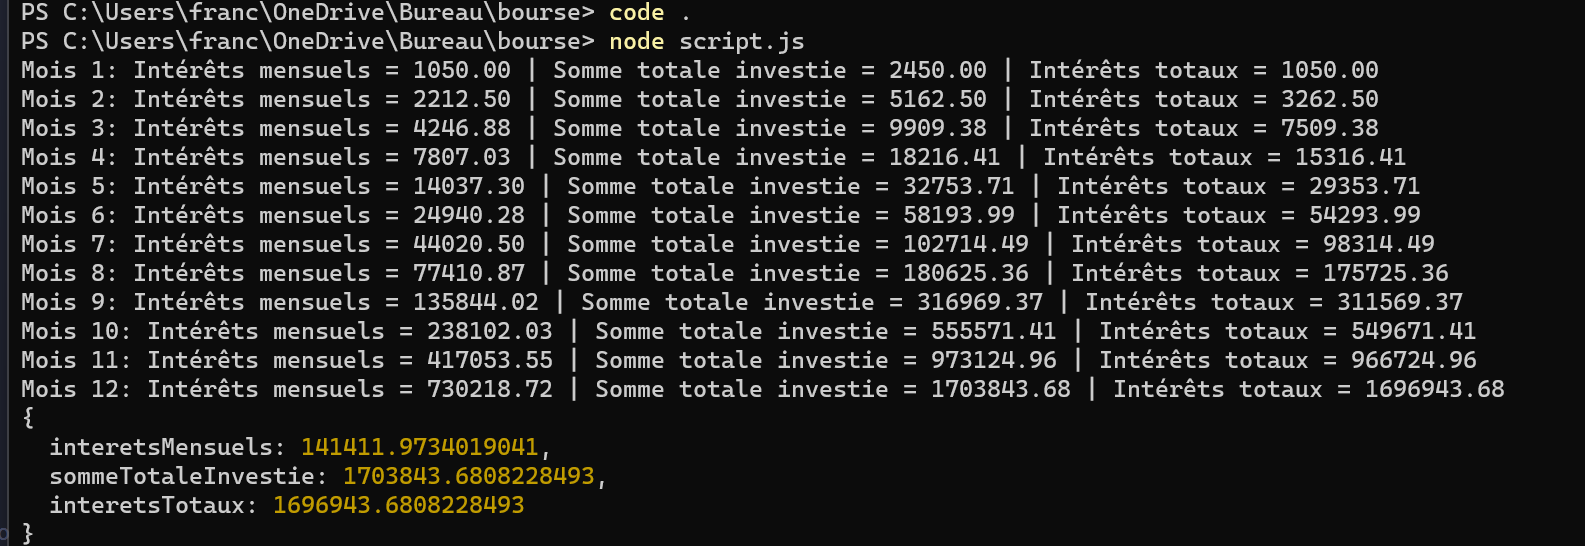 PS C:\Users\franc\OneDrive\Bureau\bourse> code .
PS C:\Users\franc\OneDrive\Bureau\bourse> node script.js
Mois 1: Intérêts mensuels = 1050.00 | Somme totale investie = 2450.00 | Intérêts totaux = 1050.00
Mois 2: Intérêts mensuels = 2212.50 | Somme totale investie = 5162.50 | Intérêts totaux = 3262.50
Mois 3: Intérêts mensuels = 4246.88 | Somme totale investie = 9909.38 | Intérêts totaux = 7509.38
Mois 4: Intérêts mensuels = 7807.03 | Somme totale investie = 18216.41 | Intérêts totaux = 15316.41
Mois 5: Intérêts mensuels = 14037.30 | Somme totale investie = 32753.71 | Intérêts totaux = 29353.71
Mois 6: Intérêts mensuels = 24940.28 | Somme totale investie = 58193.99 | Intérêts totaux = 54293.99
Mois 7: Intérêts mensuels = 44020.50 | Somme totale investie = 102714.49 | Intérêts totaux = 98314.49
Mois 8: Intérêts mensuels = 77410.87 | Somme totale investie = 180625.36 | Intérêts totaux = 175725.36
Mois 9: Intérêts mensuels = 135844.02 | Somme totale investie = 316969.37 | Intérêts totaux = 311569.37
Mois 10: Intérêts mensuels = 238102.03 | Somme totale investie = 555571.41 | Intérêts totaux = 549671.41
Mois 11: Intérêts mensuels = 417053.55 | Somme totale investie = 973124.96 | Intérêts totaux = 966724.96
Mois 12: Intérêts mensuels = 730218.72 | Somme totale investie = 1703843.68 | Intérêts totaux = 1696943.68
{
  interetsMensuels: 141411.9734019041,
  sommeTotaleInvestie: 1703843.6808228493,
  interetsTotaux: 1696943.6808228493
}